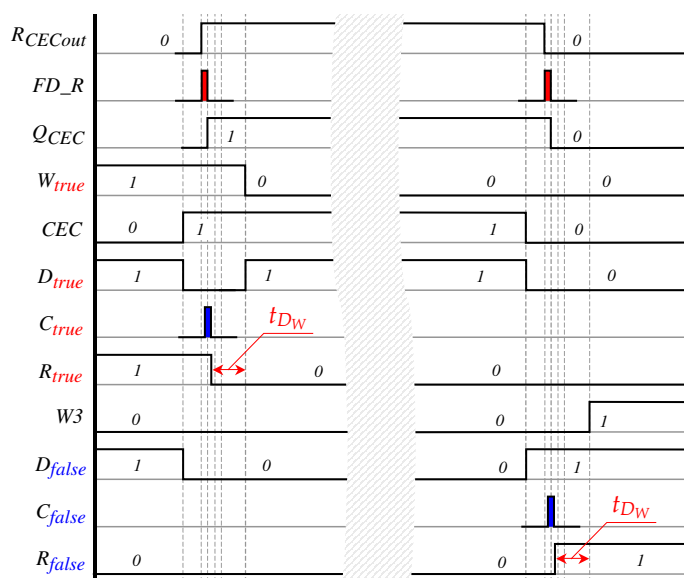 R_CECout 0 0
FD_R
Q_CEC 1 0
W_true 1 0 0 0
CEC 0 1 1 0
D_true 1 1 1 0
C_true t_D_W
R_true 1 0 0
W3 0 0 1
D_false 1 0 0 1
C_false t_D_W
R_false 0 0 1